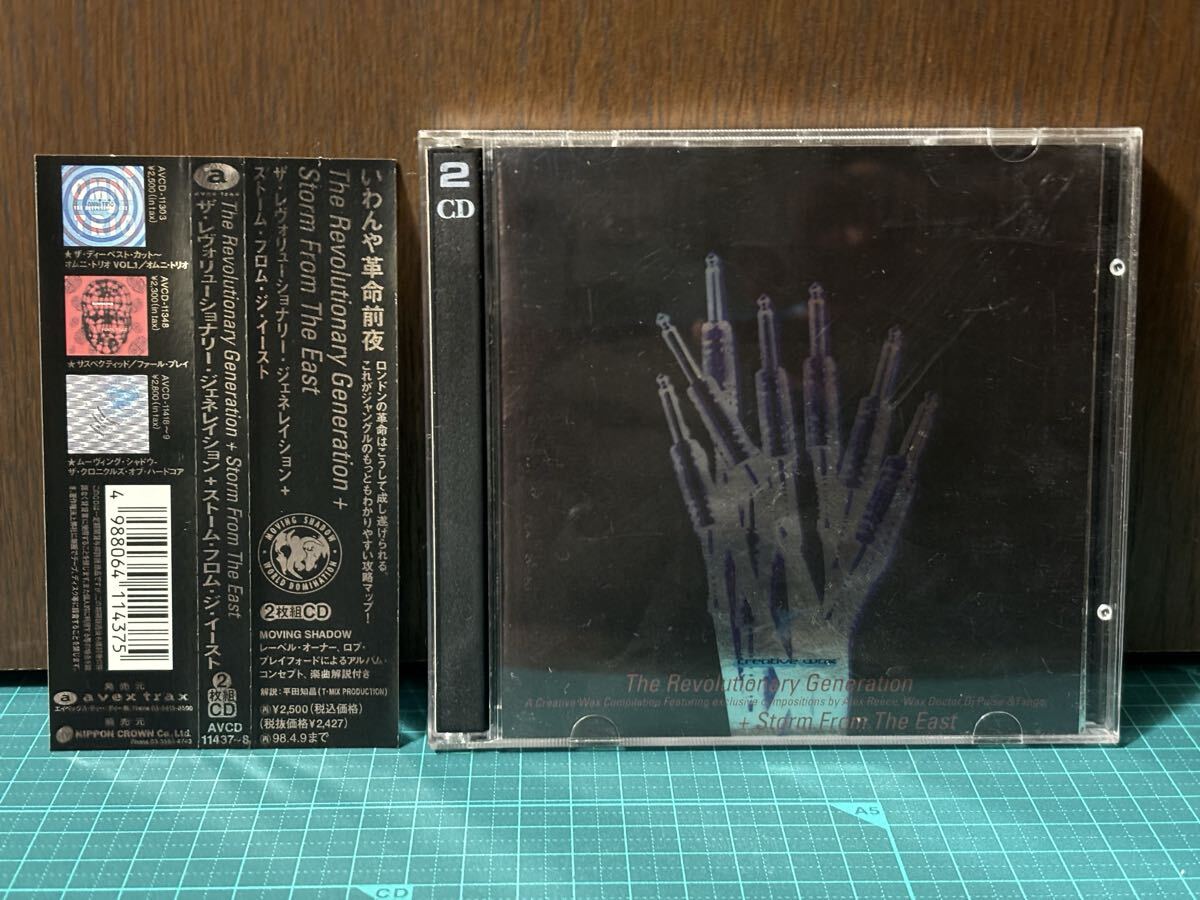 AVCD-11303
¥2,500(in tax)
★ザ・ディーペスト・カット〜
オムニ・トリオ VOL.1／オムニ・トリオ
AVCD-11348
¥2,300(in tax)
★サスペクティッド／ファール・プレイ
AVCD-11418〜9
¥2,800(in tax)
★ムーヴィング・シャドウ-
ザ・クロニクルズ・オブ・ハードコア
4 988064 114375
発売元
a avex trax
販売元
NIPPON CROWN Co., Ltd.
a
AVEX TRAX
The Revolutionary Generation + Storm From The East
ザ・レヴォリューショナリー・ジェネレイション+ストーム・フロム・ジ・イースト
2枚組CD
AVCD
11437~8
いわんや革命前夜
ロンドンの革命はこうして成し遂げられる。
これがジャングルのもっともわかりやすい攻略マップ!
The Revolutionary Generation +
Storm From The East
ザ・レヴォリューショナリー・ジェネレイション+
ストーム・フロム・ジ・イースト
MOVING SHADOW
WORLD DOMINATION
2枚組CD
MOVING SHADOW
レーベル・オーナー、ロブ・
プレイフォードによるアルバム・
コンセプト、楽曲解説付き
解説:平田知昌(T-MIX PRODUCTION)
¥2,500(税込価格)
(税抜価格¥2,427)
98.4.9まで
2
CD
creative wax
The Revolutionary Generation
A Creative Wax Compilation Featuring exclusive compositions by Alex Reece, Wax Doctor, Dj Pulse & Tango
+ Storm From The East
A5
CD